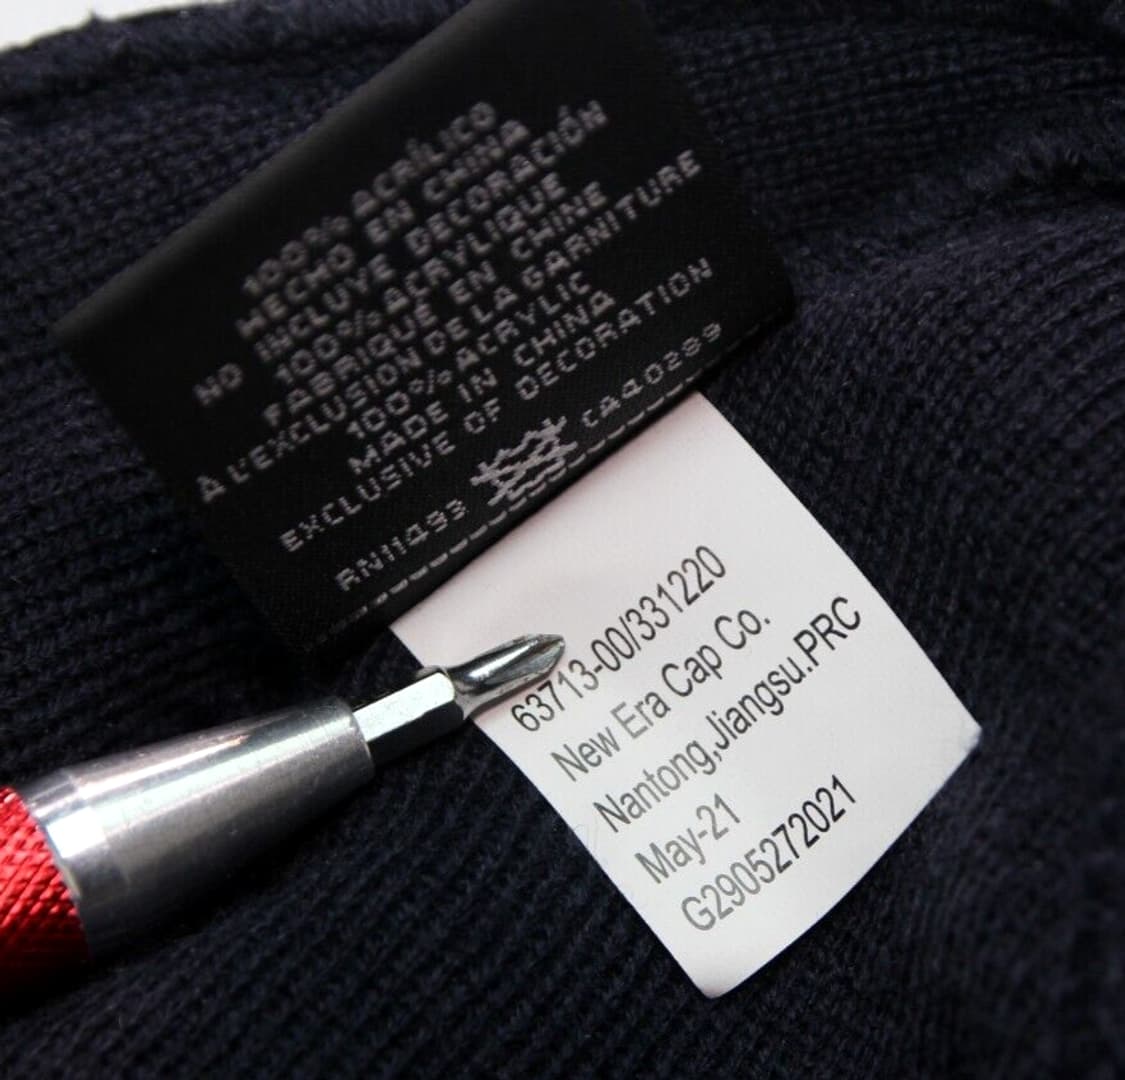 100% ACRÍLICO
HECHO EN CHINA
NO INCLUVE DECORACIÓN
100% ACRYLIQUE
FABRIQUÉ EN CHINE
À L'EXCLUSION DE LA GARNITURE
100% ACRYLIC
MADE IN CHINA
EXCLUSIVE OF DECORATION
RN11493 CA40289
63713-00/331220
New Era Cap Co.
Nantong,Jiangsu.PRC
May-21
G2905272021